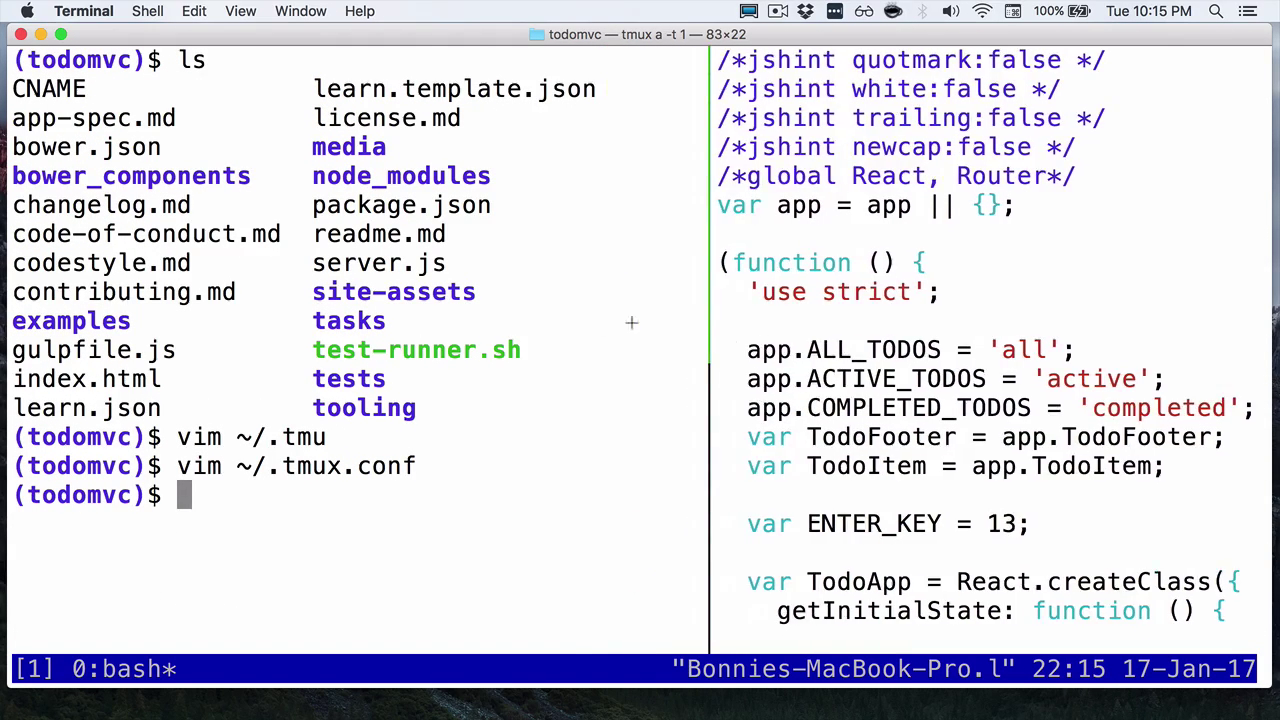 Terminal Shell Edit View Window Help 100% Tue 10:15 PM
todomvc — tmux a -t 1 — 83×22
(todomvc)$ ls
CNAME learn.template.json
app-spec.md license.md
bower.json media
bower_components node_modules
changelog.md package.json
code-of-conduct.md readme.md
codestyle.md server.js
contributing.md site-assets
examples tasks
gulpfile.js test-runner.sh
index.html tests
learn.json tooling
(todomvc)$ vim ~/.tmu
(todomvc)$ vim ~/.tmux.conf
(todomvc)$
/*jshint quotmark:false */
/*jshint white:false */
/*jshint trailing:false */
/*jshint newcap:false */
/*global React, Router*/
var app = app || {};
(function () {
'use strict';
app.ALL_TODOS = 'all';
app.ACTIVE_TODOS = 'active';
app.COMPLETED_TODOS = 'completed';
var TodoFooter = app.TodoFooter;
var TodoItem = app.TodoItem;
var ENTER_KEY = 13;
var TodoApp = React.createClass({
getInitialState: function () {
[1] 0:bash* "Bonnies-MacBook-Pro.l" 22:15 17-Jan-17